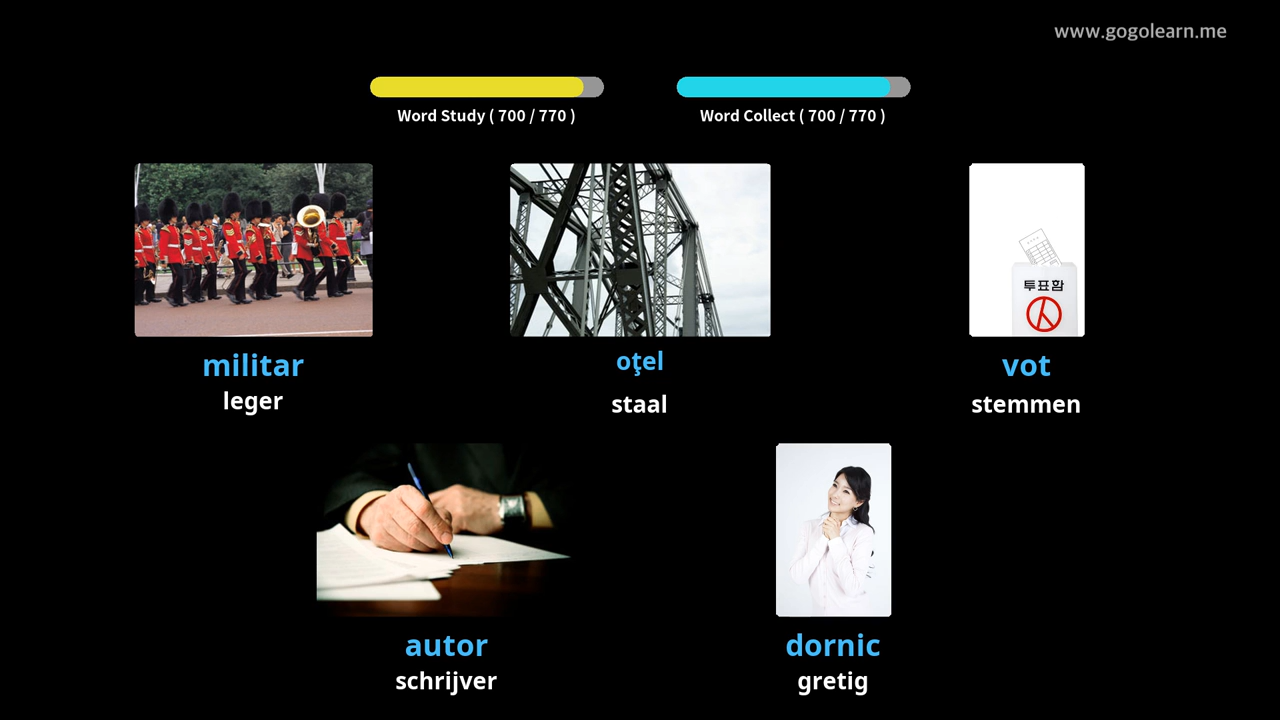 www.gogolearn.me
Word Study ( 700 / 770 )
Word Collect ( 700 / 770 )
투표함
militar
leger
oţel
staal
vot
stemmen
autor
schrijver
dornic
gretig